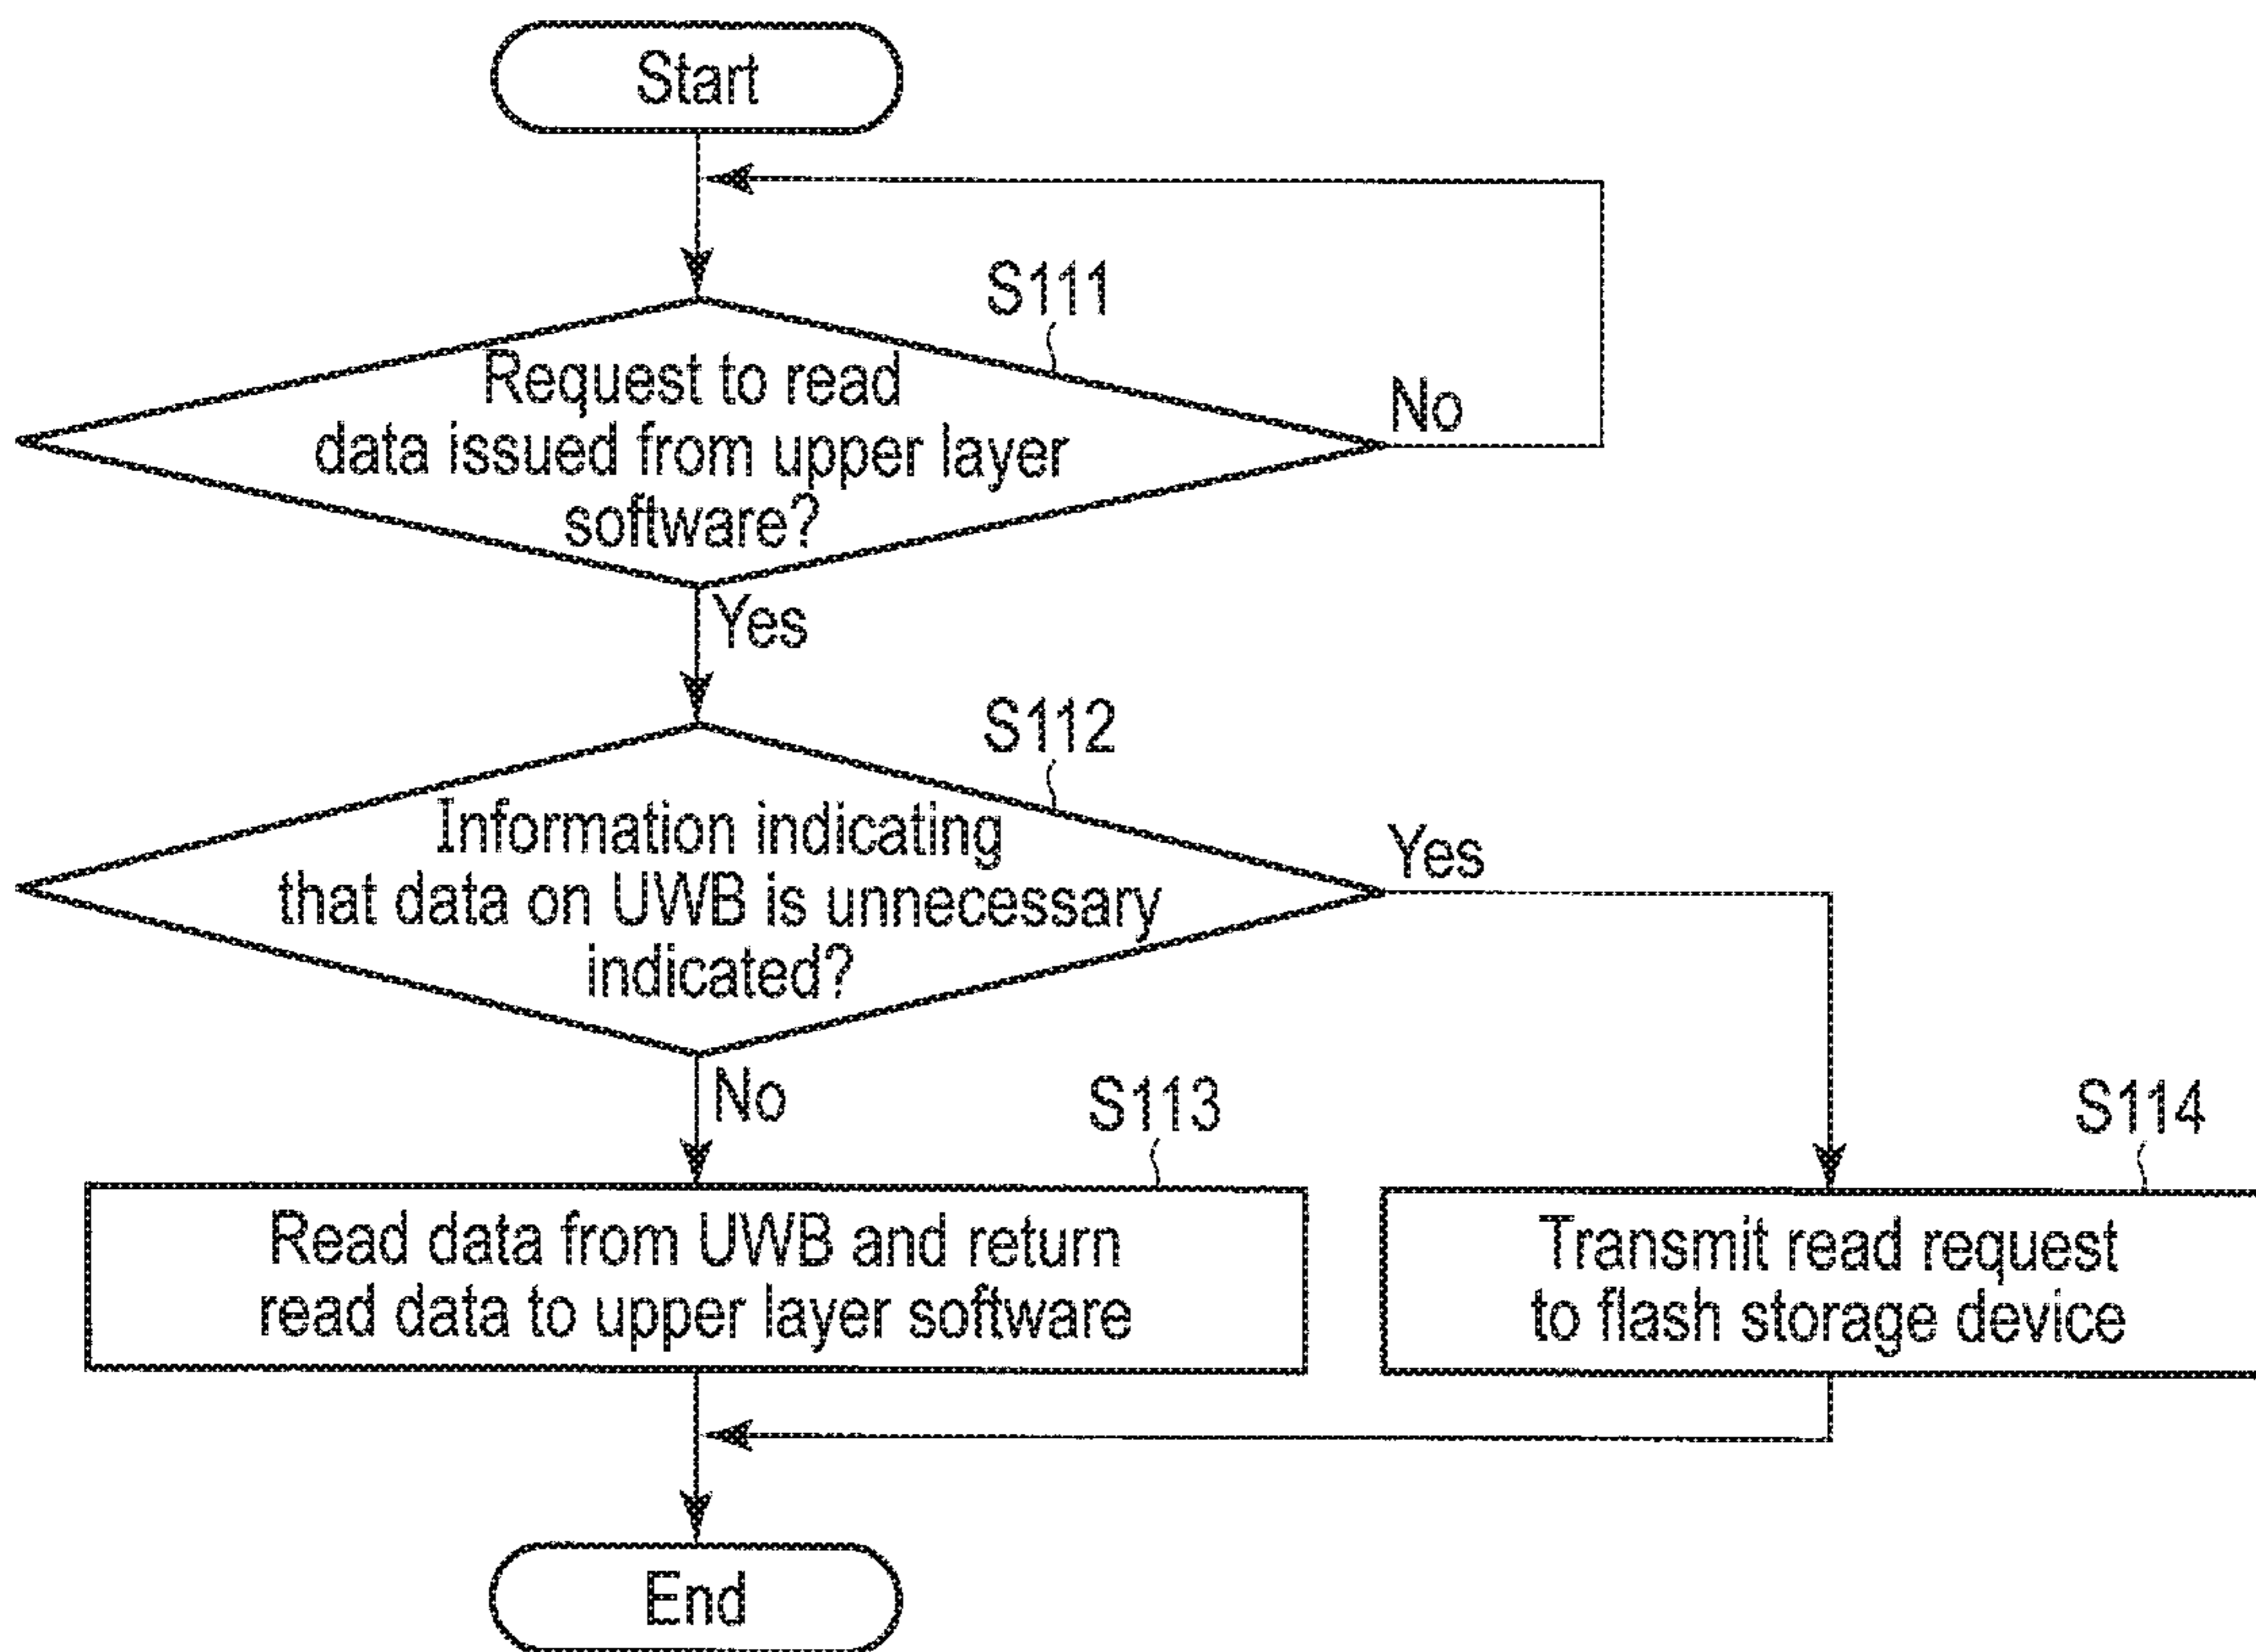 Start
S111
Request to read
data issued from upper layer
software?
No
Yes
S112
Information indicating
that data on UWB is unnecessary
indicated?
Yes
No
S113
S114
Read data from UWB and return
read data to upper layer software
Transmit read request
to flash storage device
End